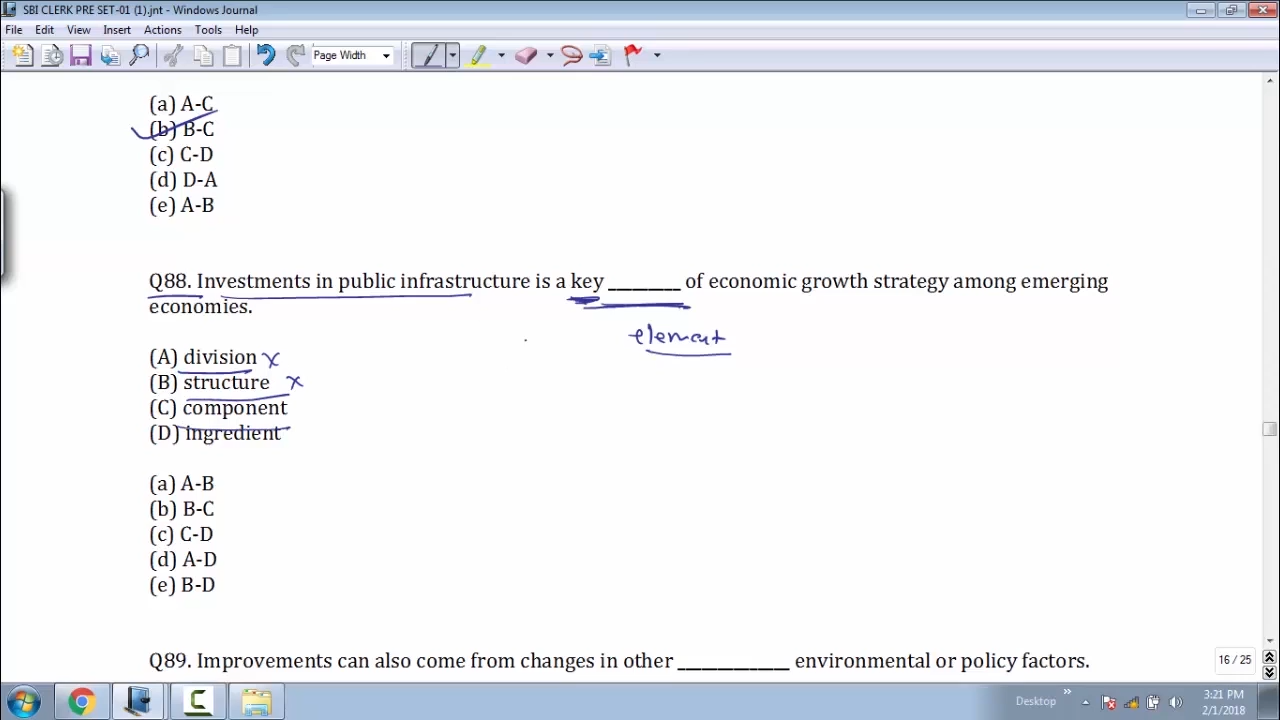 SBI CLERK PRE SET-01 (1).jnt - Windows Journal
File Edit View Insert Actions Tools Help
Page Width
(a) A-C
(b) B-C
(c) C-D
(d) D-A
(e) A-B
Q88. Investments in public infrastructure is a key ________ of economic growth strategy among emerging
economies.
element
(A) division x
(B) structure x
(C) component
(D) ingredient
(a) A-B
(b) B-C
(c) C-D
(d) A-D
(e) B-D
Q89. Improvements can also come from changes in other ____________ environmental or policy factors.
16 / 25
Desktop
3:21 PM
2/1/2018